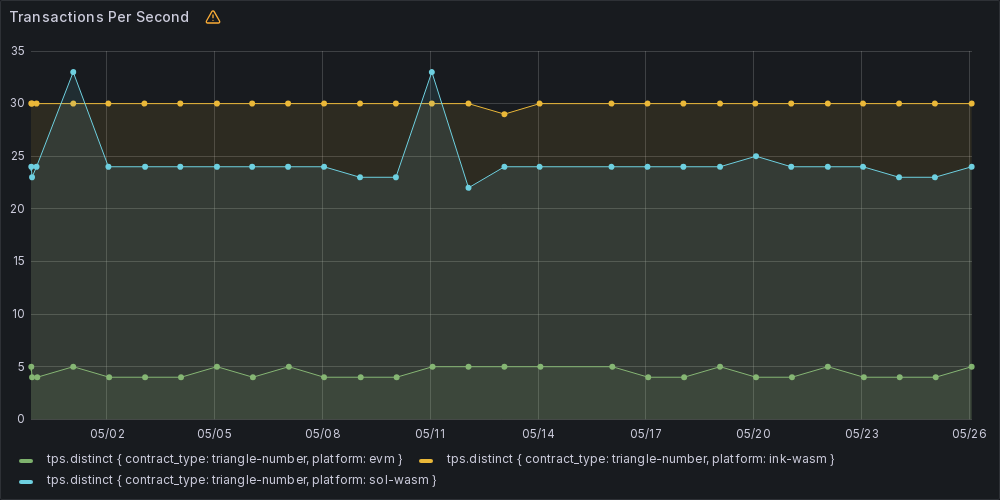 Transactions Per Second
35
30
25
20
15
10
5
0
05/02 05/05 05/08 05/11 05/14 05/17 05/20 05/23 05/26
tps.distinct { contract_type: triangle-number, platform: evm } tps.distinct { contract_type: triangle-number, platform: ink-wasm }
tps.distinct { contract_type: triangle-number, platform: sol-wasm }